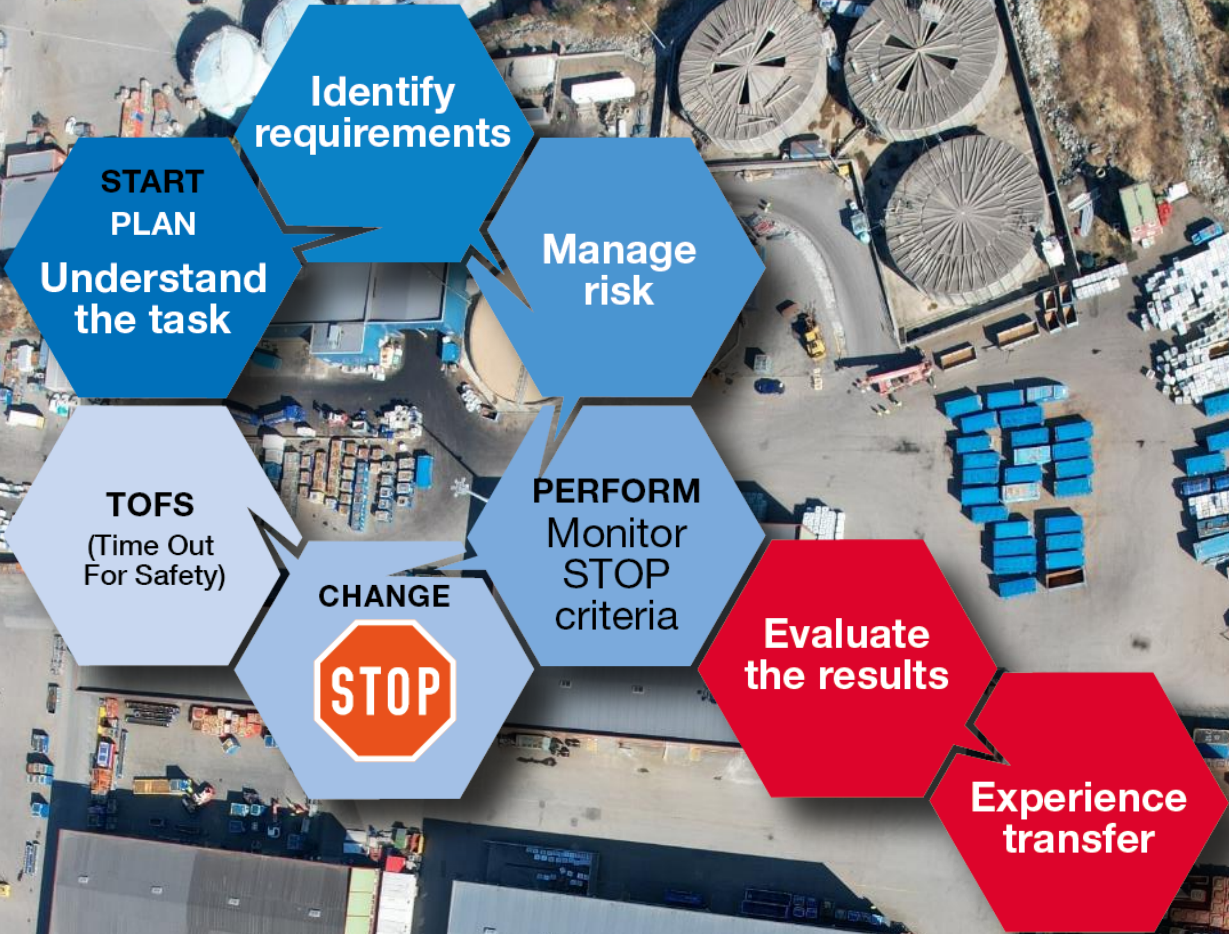 START
PLAN
Understand
the task
Identify
requirements
Manage
risk
PERFORM
Monitor
STOP
criteria
CHANGE
STOP
TOFS
(Time Out
For Safety)
Evaluate
the results
Experience
transfer